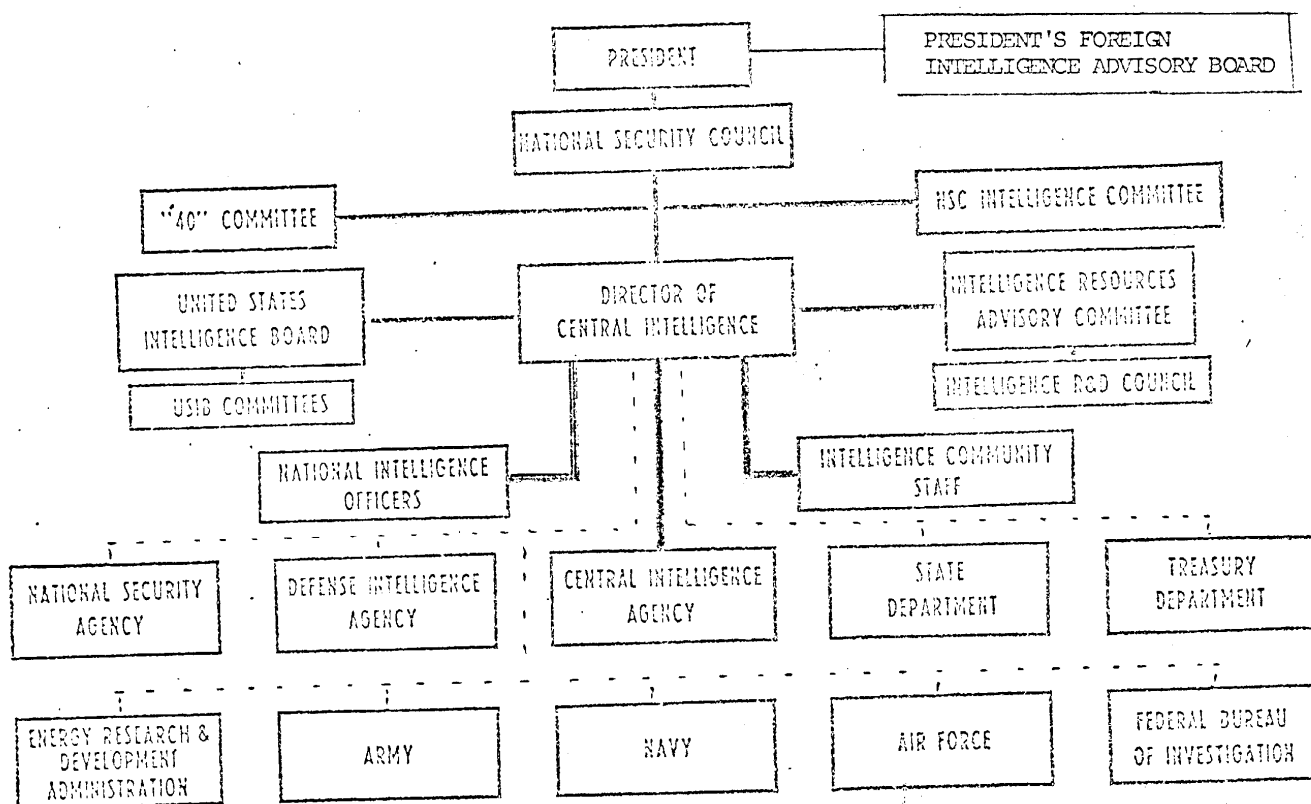 PRESIDENT
PRESIDENT'S FOREIGN
INTELLIGENCE ADVISORY BOARD
NATIONAL SECURITY COUNCIL
"40" COMMITTEE
NSC INTELLIGENCE COMMITTEE
UNITED STATES
INTELLIGENCE BOARD
DIRECTOR OF
CENTRAL INTELLIGENCE
INTELLIGENCE RESOURCES
ADVISORY COMMITTEE
USIB COMMITTEES
INTELLIGENCE R&D COUNCIL
NATIONAL INTELLIGENCE
OFFICERS
INTELLIGENCE COMMUNITY
STAFF
NATIONAL SECURITY
AGENCY
DEFENSE INTELLIGENCE
AGENCY
CENTRAL INTELLIGENCE
AGENCY
STATE
DEPARTMENT
TREASURY
DEPARTMENT
ENERGY RESEARCH &
DEVELOPMENT
ADMINISTRATION
ARMY
NAVY
AIR FORCE
FEDERAL BUREAU
OF INVESTIGATION